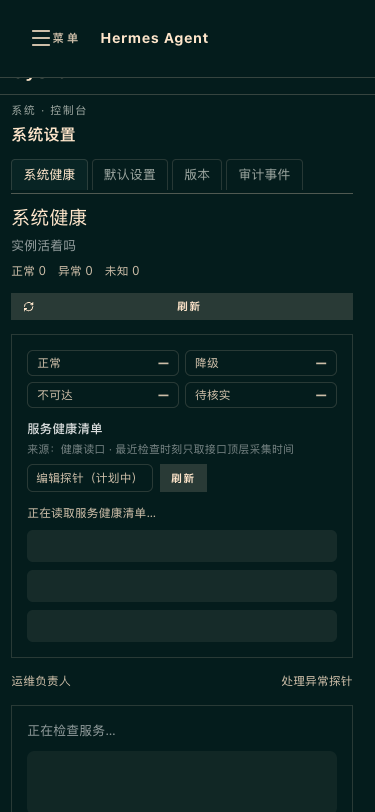 菜单 Hermes Agent
系统 · 控制台
系统设置
系统健康 默认设置 版本 审计事件
系统健康
实例活着吗
正常 0 异常 0 未知 0
刷新
正常 — 降级 —
不可达 — 待核实 —
服务健康清单
来源：健康读口 · 最近检查时刻只取接口顶层采集时间
编辑探针（计划中） 刷新
正在读取服务健康清单…
运维负责人 处理异常探针
正在检查服务…